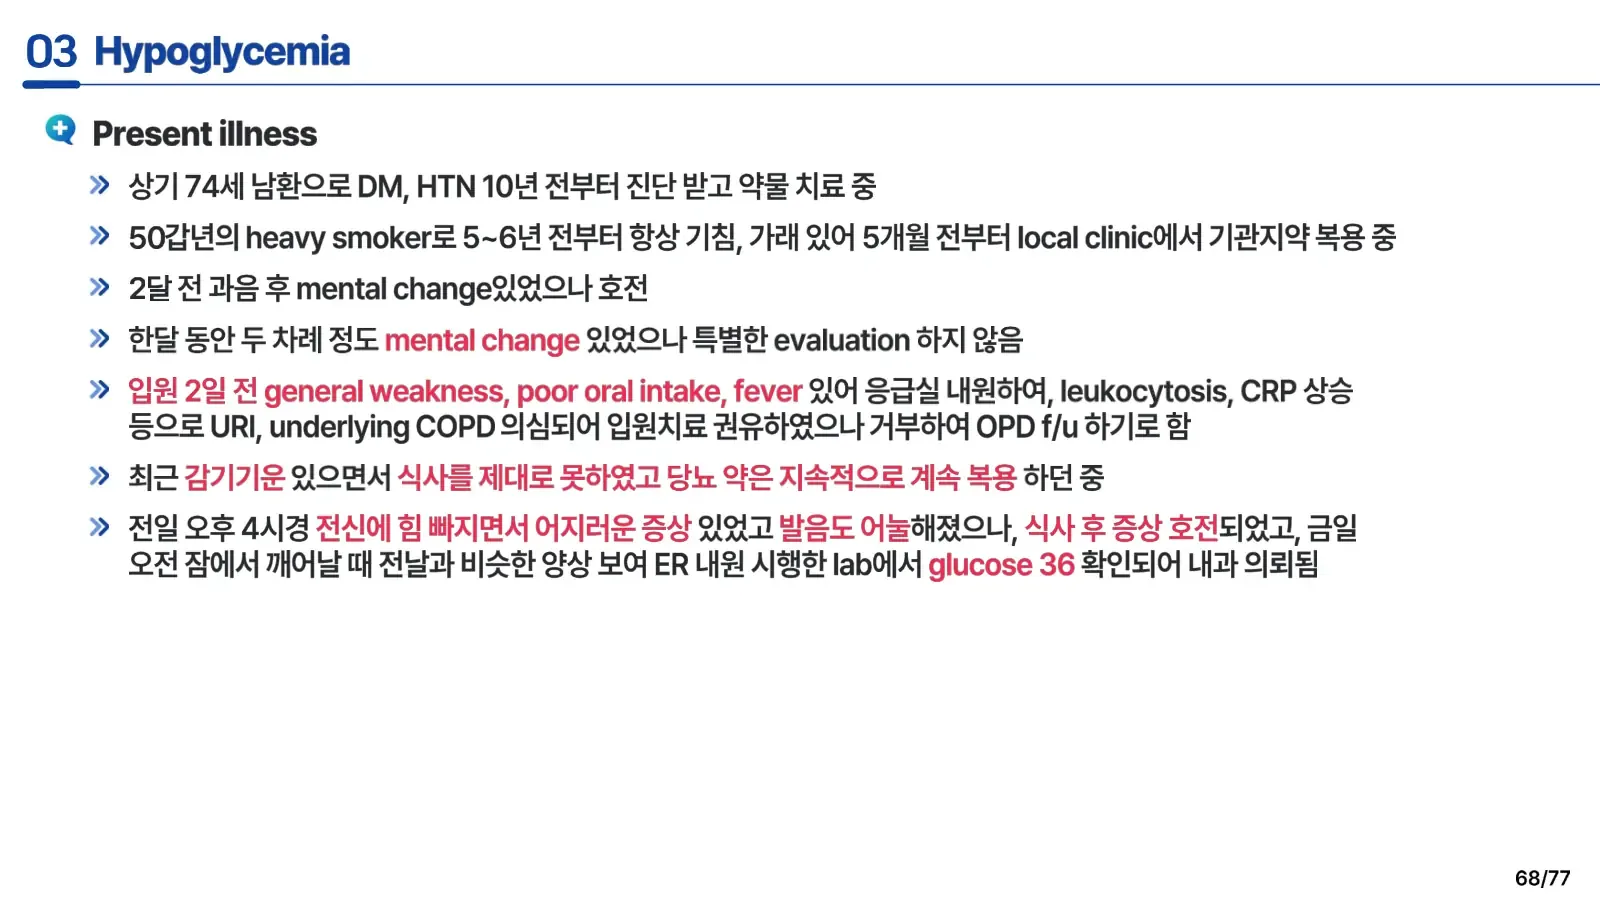 03 Hypoglycemia
Present illness
상기 74세 남환으로 DM, HTN 10년 전부터 진단 받고 약물 치료 중
50갑년의 heavy smoker로 5~6년 전부터 항상 기침, 가래 있어 5개월 전부터 local clinic에서 기관지약 복용 중
2달 전 과음 후 mental change있었으나 호전
한달 동안 두 차례 정도 mental change 있었으나 특별한 evaluation 하지 않음
입원 2일 전 general weakness, poor oral intake, fever 있어 응급실 내원하여, leukocytosis, CRP 상승
등으로 URI, underlying COPD 의심되어 입원치료 권유하였으나 거부하여 OPD f/u 하기로 함
최근 감기기운 있으면서 식사를 제대로 못하였고 당뇨 약은 지속적으로 계속 복용 하던 중
전일 오후 4시경 전신에 힘 빠지면서 어지러운 증상 있었고 발음도 어눌해졌으나, 식사 후 증상 호전되었고, 금일
오전 잠에서 깨어날 때 전날과 비슷한 양상 보여 ER 내원 시행한 lab에서 glucose 36 확인되어 내과 의뢰됨
68/77